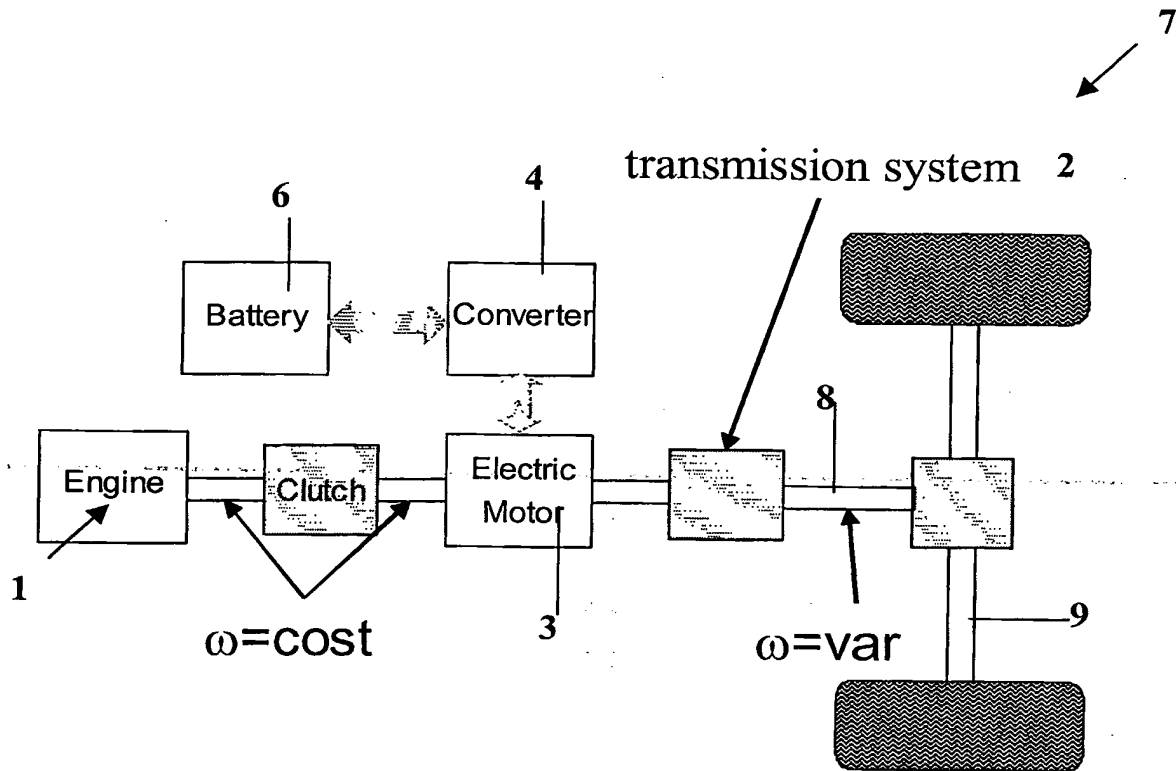 7
transmission system 2
6
4
Battery
Converter
8
Engine
Clutch
Electric
Motor
1
ω=cost
3
ω=var
9